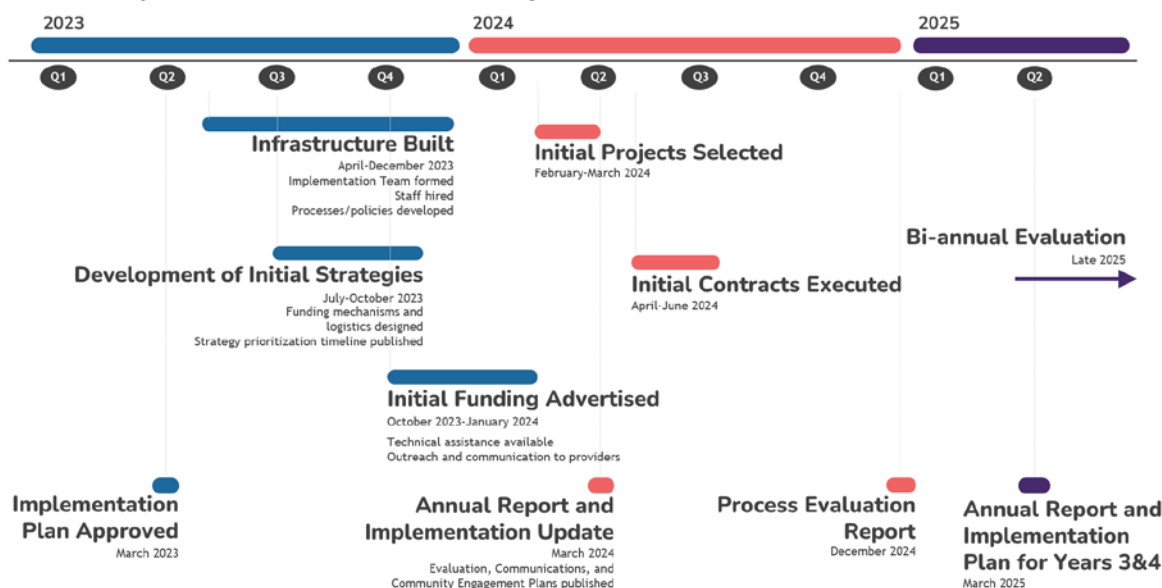 2023
2024
2025
Q1
Q2
Q3
Q4
Q1
Q2
Q3
Q4
Q1
Q2
Infrastructure Built
April-December 2023
Implementation Team formed
Staff hired
Processes/policies developed
Initial Projects Selected
February-March 2024
Development of Initial Strategies
July-October 2023
Funding mechanisms and
logistics designed
Strategy prioritization timeline published
Initial Contracts Executed
April-June 2024
Bi-annual Evaluation
Late 2025
Initial Funding Advertised
October 2023-January 2024
Technical assistance available
Outreach and communication to providers
Implementation
Plan Approved
March 2023
Annual Report and
Implementation Update
March 2024
Evaluation, Communications, and
Community Engagement Plans published
Process Evaluation
Report
December 2024
Annual Report and
Implementation
Plan for Years 3&4
March 2025